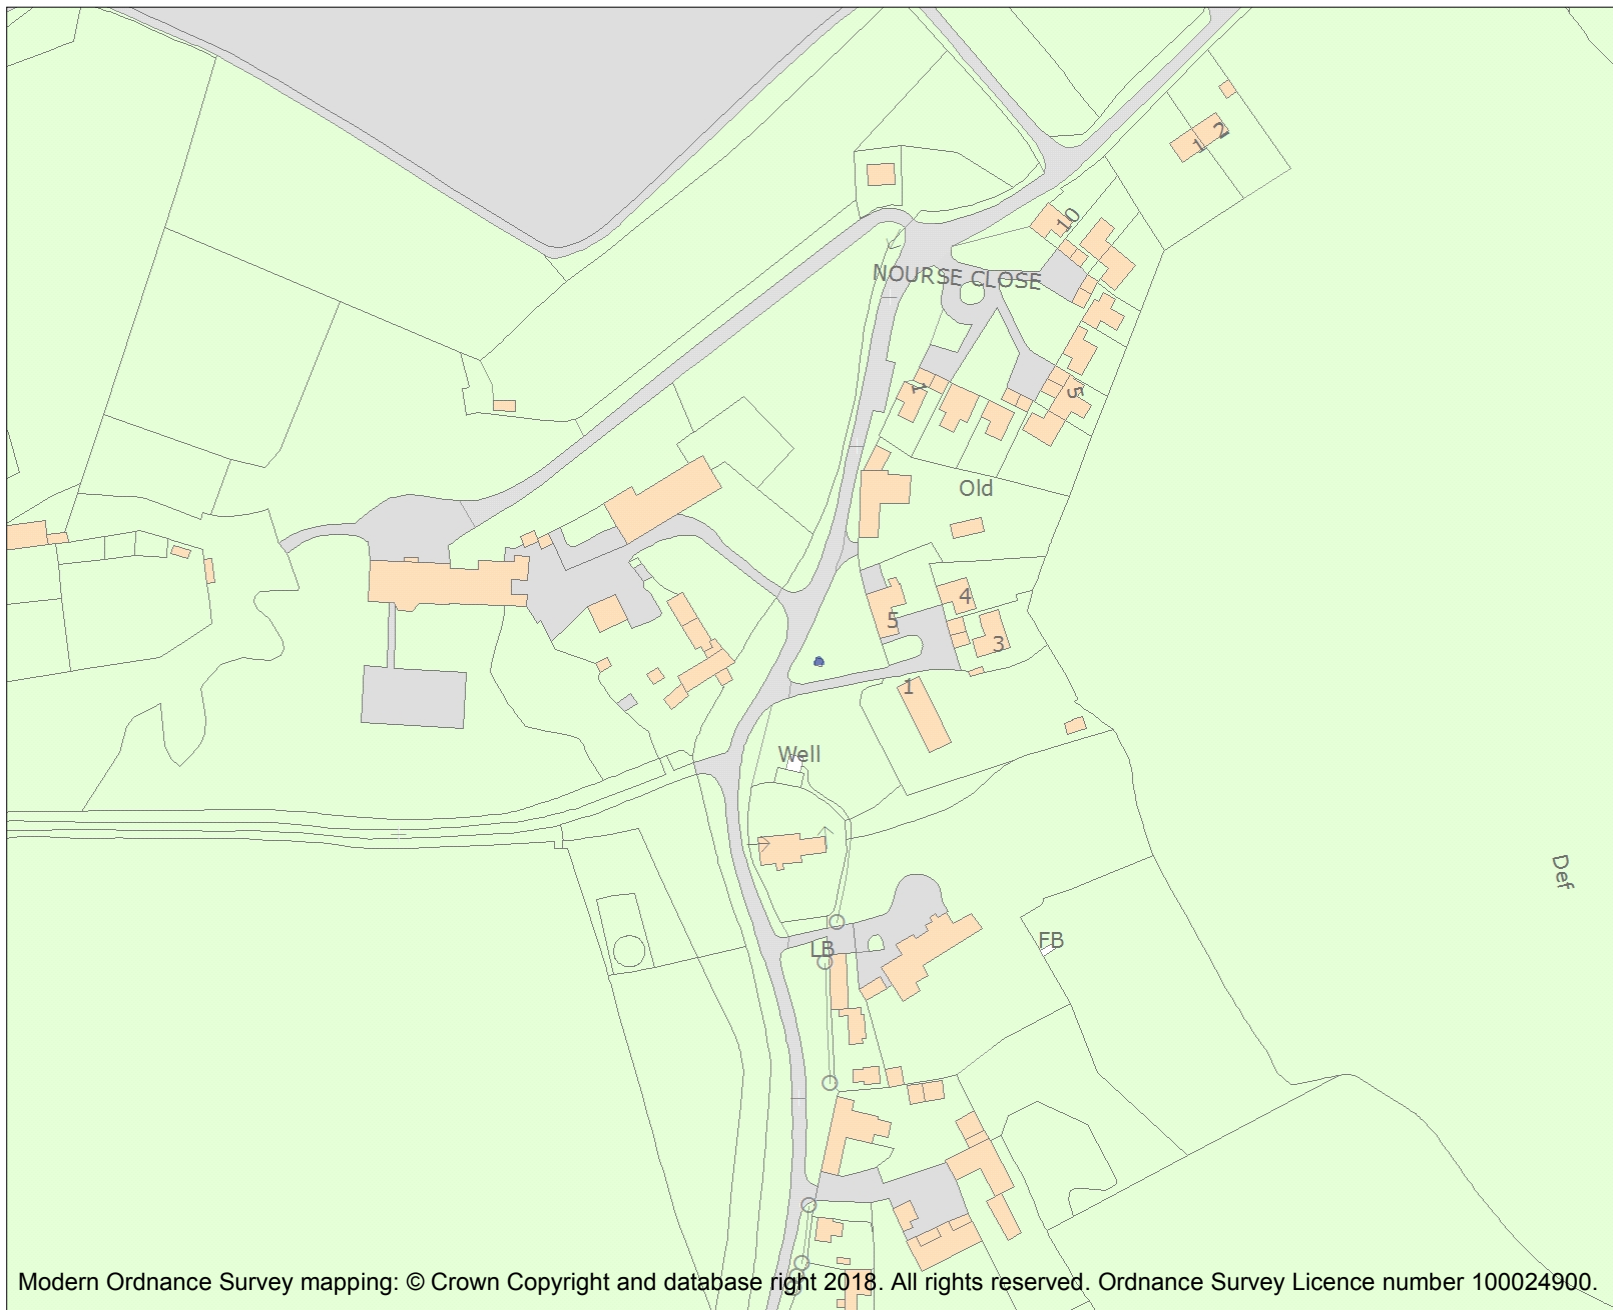 2
1
10
NOURSE CLOSE
1
5
Old
4
5
3
1
Well
Def
FB
LB
Modern Ordnance Survey mapping: © Crown Copyright and database right 2018. All rights reserved. Ordnance Survey Licence number 100024900.